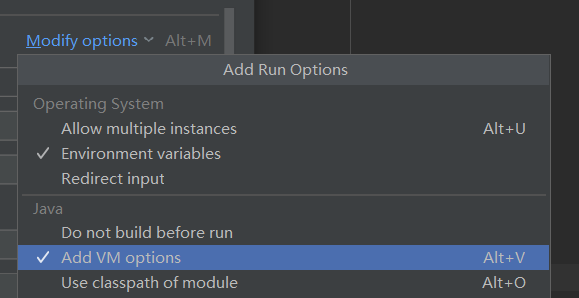 Modify options Alt+M
Add Run Options
Operating System
Allow multiple instances Alt+U
Environment variables
Redirect input
Java
Do not build before run
Add VM options Alt+V
Use classpath of module Alt+O